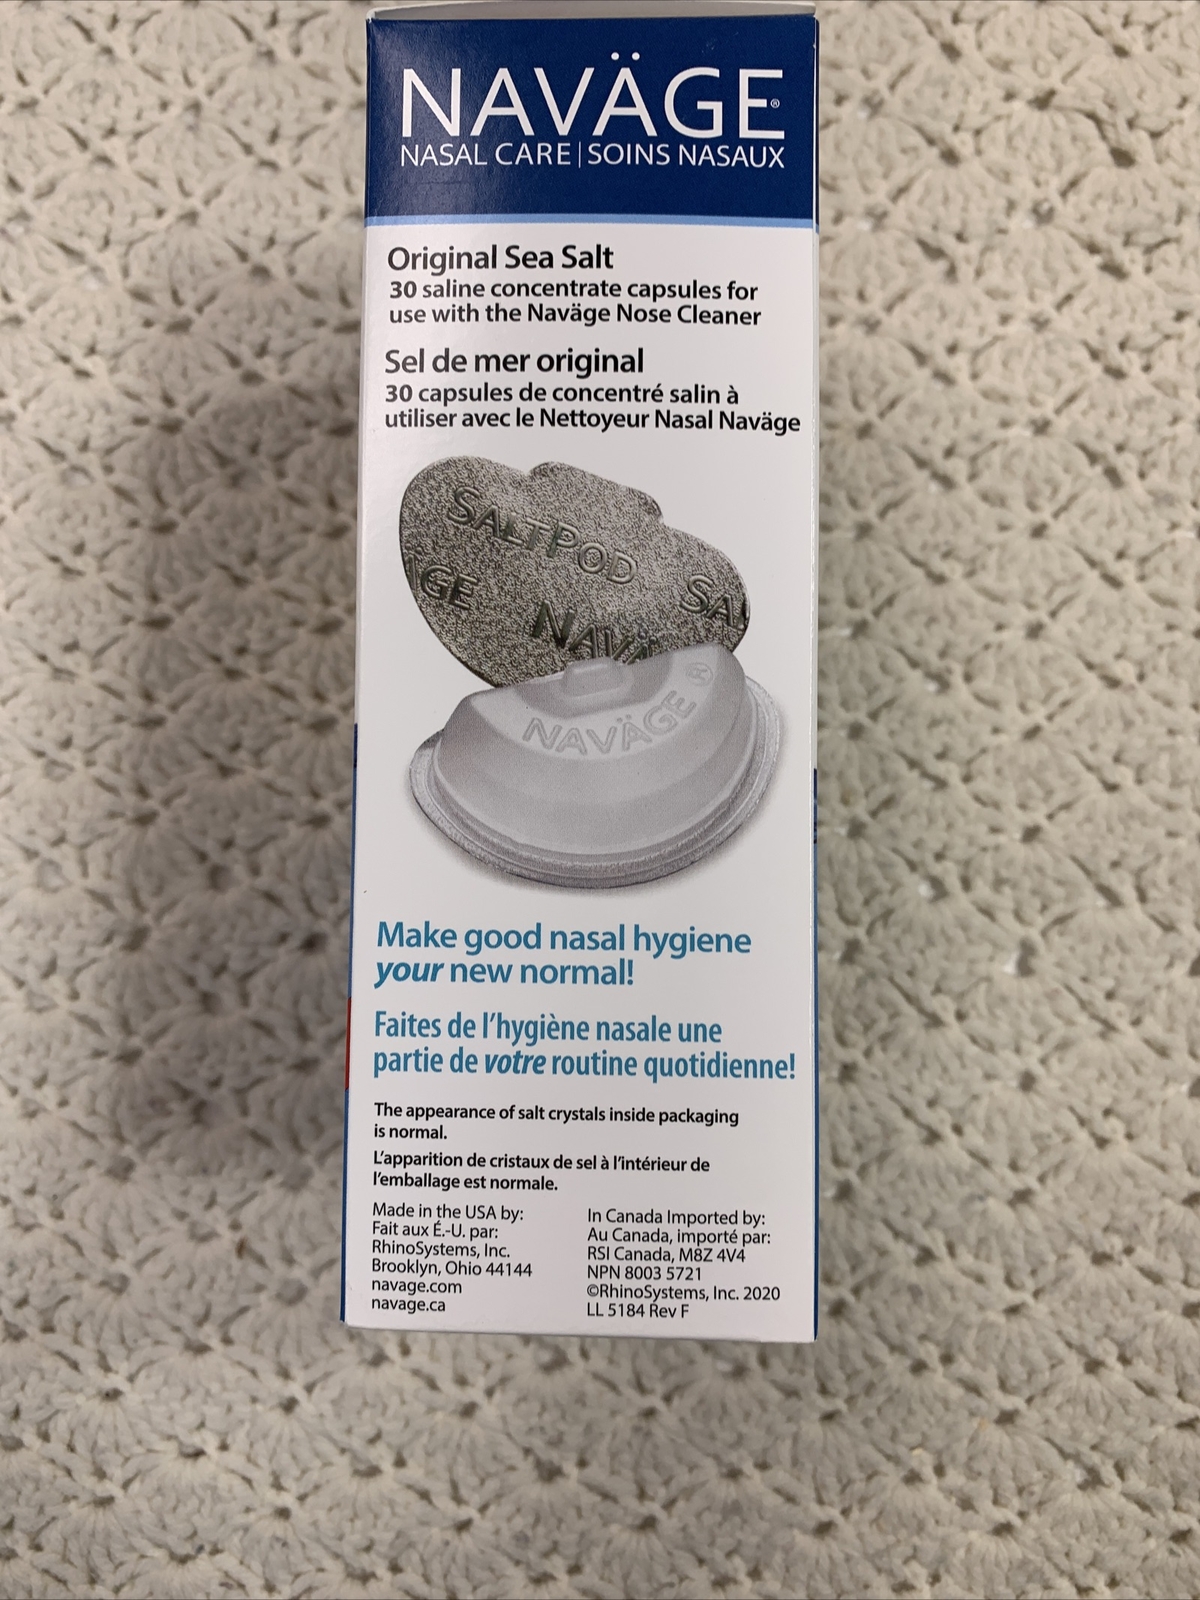 NAVÄGE®
NASAL CARE | SOINS NASAUX
Original Sea Salt
30 saline concentrate capsules for
use with the Naväge Nose Cleaner
Sel de mer original
30 capsules de concentré salin à
utiliser avec le Nettoyeur Nasal Naväge
SALTPOD
NAVÄGE ®
Make good nasal hygiene
your new normal!
Faites de l'hygiène nasale une
partie de votre routine quotidienne!
The appearance of salt crystals inside packaging
is normal.
L'apparition de cristaux de sel à l'intérieur de
l'emballage est normale.
Made in the USA by:
Fait aux É.-U. par:
RhinoSystems, Inc.
Brooklyn, Ohio 44144
navage.com
navage.ca
In Canada Imported by:
Au Canada, importé par:
RSI Canada, M8Z 4V4
NPN 8003 5721
©RhinoSystems, Inc. 2020
LL 5184 Rev F